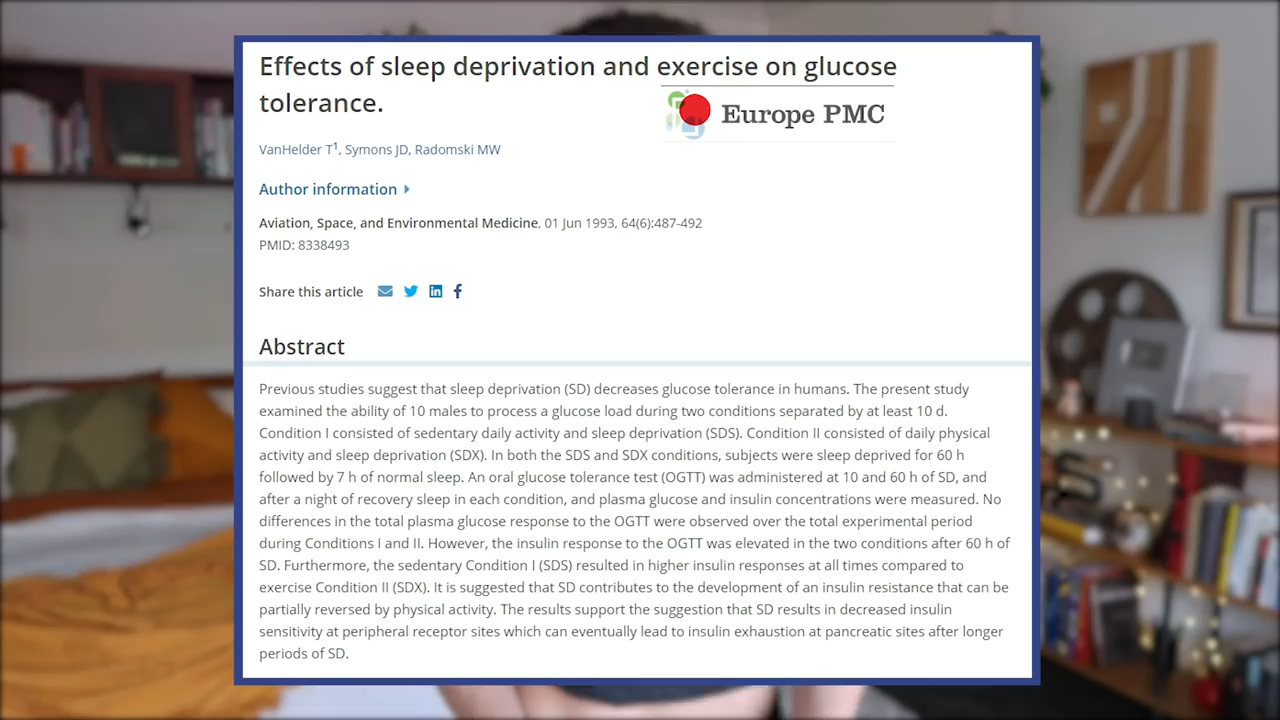 Effects of sleep deprivation and exercise on glucose
tolerance.
Europe PMC
VanHelder T1, Symons JD, Radomski MW
Author information
Aviation, Space, and Environmental Medicine, 01 Jun 1993, 64(6):487-492
PMID: 8338493
Share this article
Abstract
Previous studies suggest that sleep deprivation (SD) decreases glucose tolerance in humans. The present study
examined the ability of 10 males to process a glucose load during two conditions separated by at least 10 d.
Condition I consisted of sedentary daily activity and sleep deprivation (SDS). Condition II consisted of daily physical
activity and sleep deprivation (SDX). In both the SDS and SDX conditions, subjects were sleep deprived for 60 h
followed by 7 h of normal sleep. An oral glucose tolerance test (OGTT) was administered at 10 and 60 h of SD, and
after a night of recovery sleep in each condition, and plasma glucose and insulin concentrations were measured. No
differences in the total plasma glucose response to the OGTT were observed over the total experimental period
during Conditions I and II. However, the insulin response to the OGTT was elevated in the two conditions after 60 h of
SD. Furthermore, the sedentary Condition I (SDS) resulted in higher insulin responses at all times compared to
exercise Condition II (SDX). It is suggested that SD contributes to the development of an insulin resistance that can be
partially reversed by physical activity. The results support the suggestion that SD results in decreased insulin
sensitivity at peripheral receptor sites which can eventually lead to insulin exhaustion at pancreatic sites after longer
periods of SD.